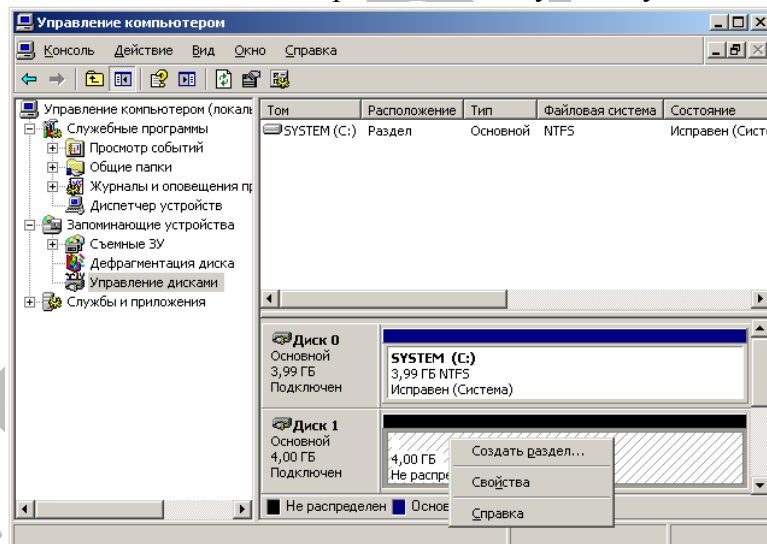 Управление компьютером
Консоль Действие Вид Окно Справка
Управление компьютером (локаль
Служебные программы
Просмотр событий
Общие папки
Журналы и оповещения пр
Диспетчер устройств
Запоминающие устройства
Съемные ЗУ
Дефрагментация диска
Управление дисками
Службы и приложения
Том Расположение Тип Файловая система Состояние
SYSTEM (C:) Раздел Основной NTFS Исправен (Сист
Диск 0
Основной
3,99 ГБ
Подключен
SYSTEM (C:)
3,99 ГБ NTFS
Исправен (Система)
Диск 1
Основной
4,00 ГБ
Подключен
4,00 ГБ
Не распре
Создать раздел...
Свойства
Справка
Не распределен Основ